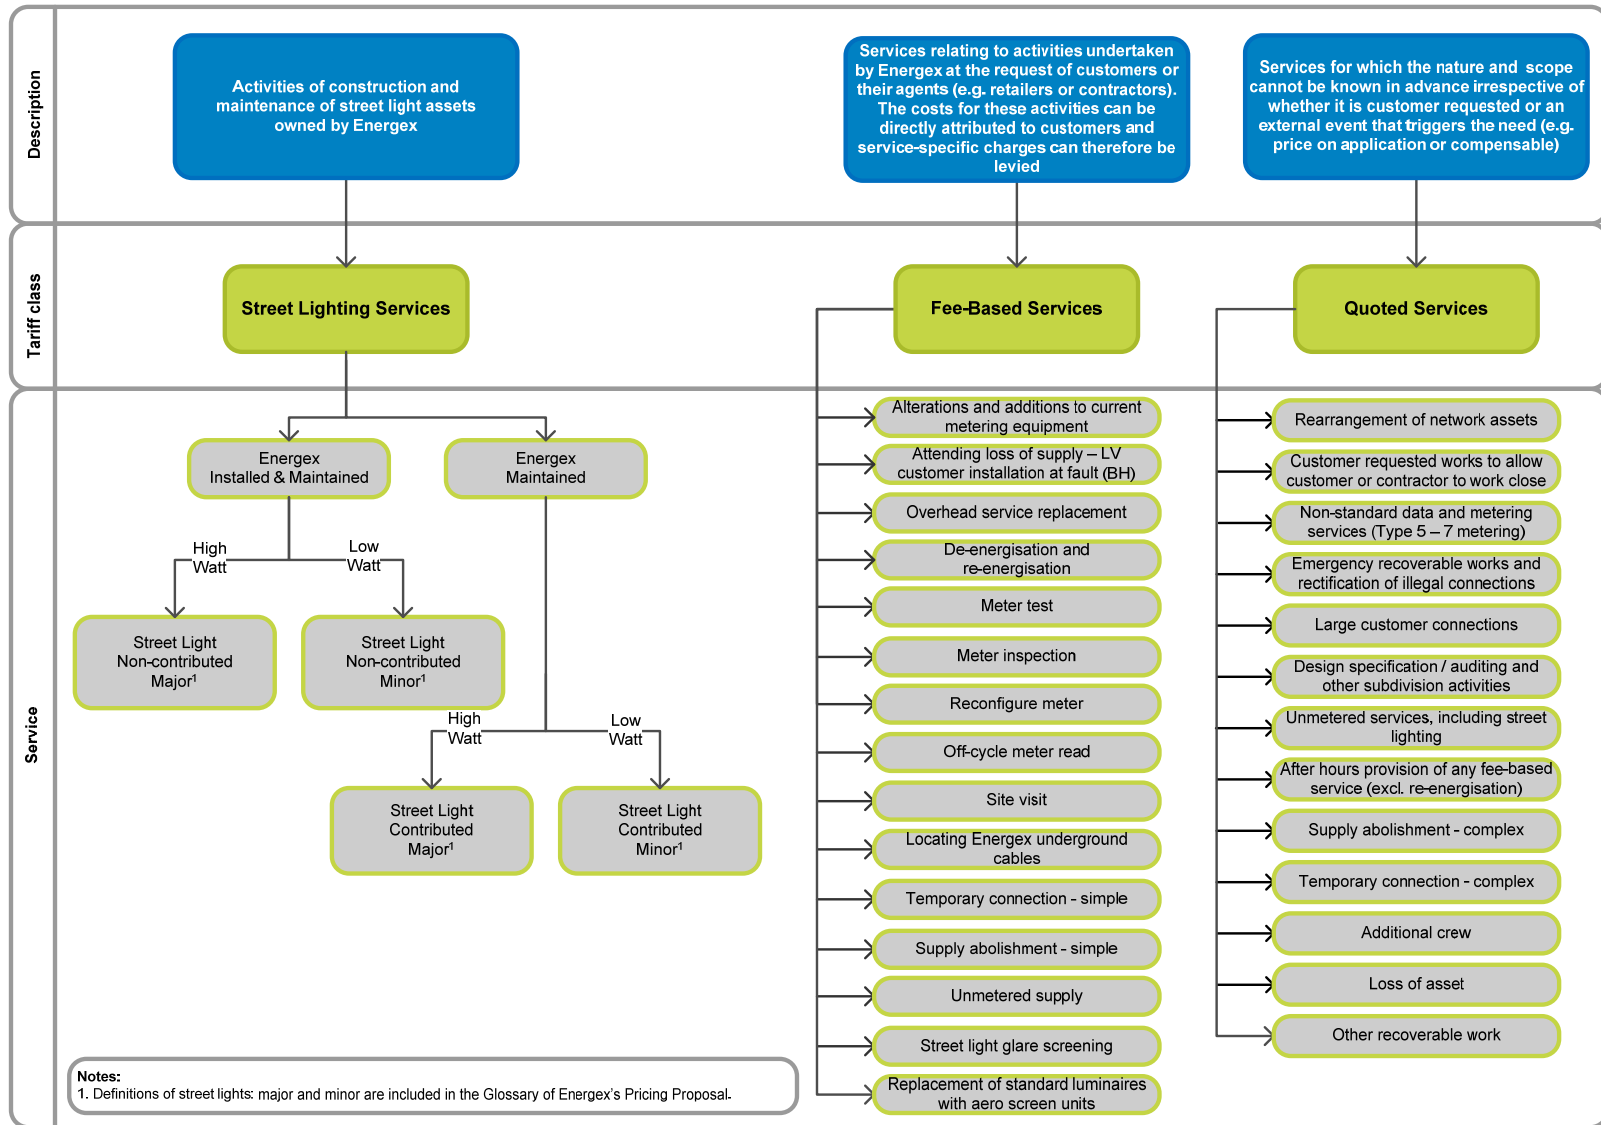 Description
Activities of construction and
maintenance of street light assets
owned by Energex
Services relating to activities undertaken
by Energex at the request of customers or
their agents (e.g. retailers or contractors).
The costs for these activities can be
directly attributed to customers and
service-specific charges can therefore be
levied
Services for which the nature and scope
cannot be known in advance irrespective of
whether it is customer requested or an
external event that triggers the need (e.g.
price on application or compensable)
Tariff class
Street Lighting Services
Fee-Based Services
Quoted Services
Service
Energex
Installed & Maintained
Energex
Maintained
High
Watt
Low
Watt
Street Light
Non-contributed
Major¹
Street Light
Non-contributed
Minor¹
High
Watt
Low
Watt
Street Light
Contributed
Major¹
Street Light
Contributed
Minor¹
Alterations and additions to current
metering equipment
Attending loss of supply – LV
customer installation at fault (BH)
Overhead service replacement
De-energisation and
re-energisation
Meter test
Meter inspection
Reconfigure meter
Off-cycle meter read
Site visit
Locating Energex underground
cables
Temporary connection - simple
Supply abolishment - simple
Unmetered supply
Street light glare screening
Replacement of standard luminaires
with aero screen units
Rearrangement of network assets
Customer requested works to allow
customer or contractor to work close
Non-standard data and metering
services (Type 5 – 7 metering)
Emergency recoverable works and
rectification of illegal connections
Large customer connections
Design specification / auditing and
other subdivision activities
Unmetered services, including street
lighting
After hours provision of any fee-based
service (excl. re-energisation)
Supply abolishment - complex
Temporary connection - complex
Additional crew
Loss of asset
Other recoverable work
Notes:
1. Definitions of street lights: major and minor are included in the Glossary of Energex's Pricing Proposal.